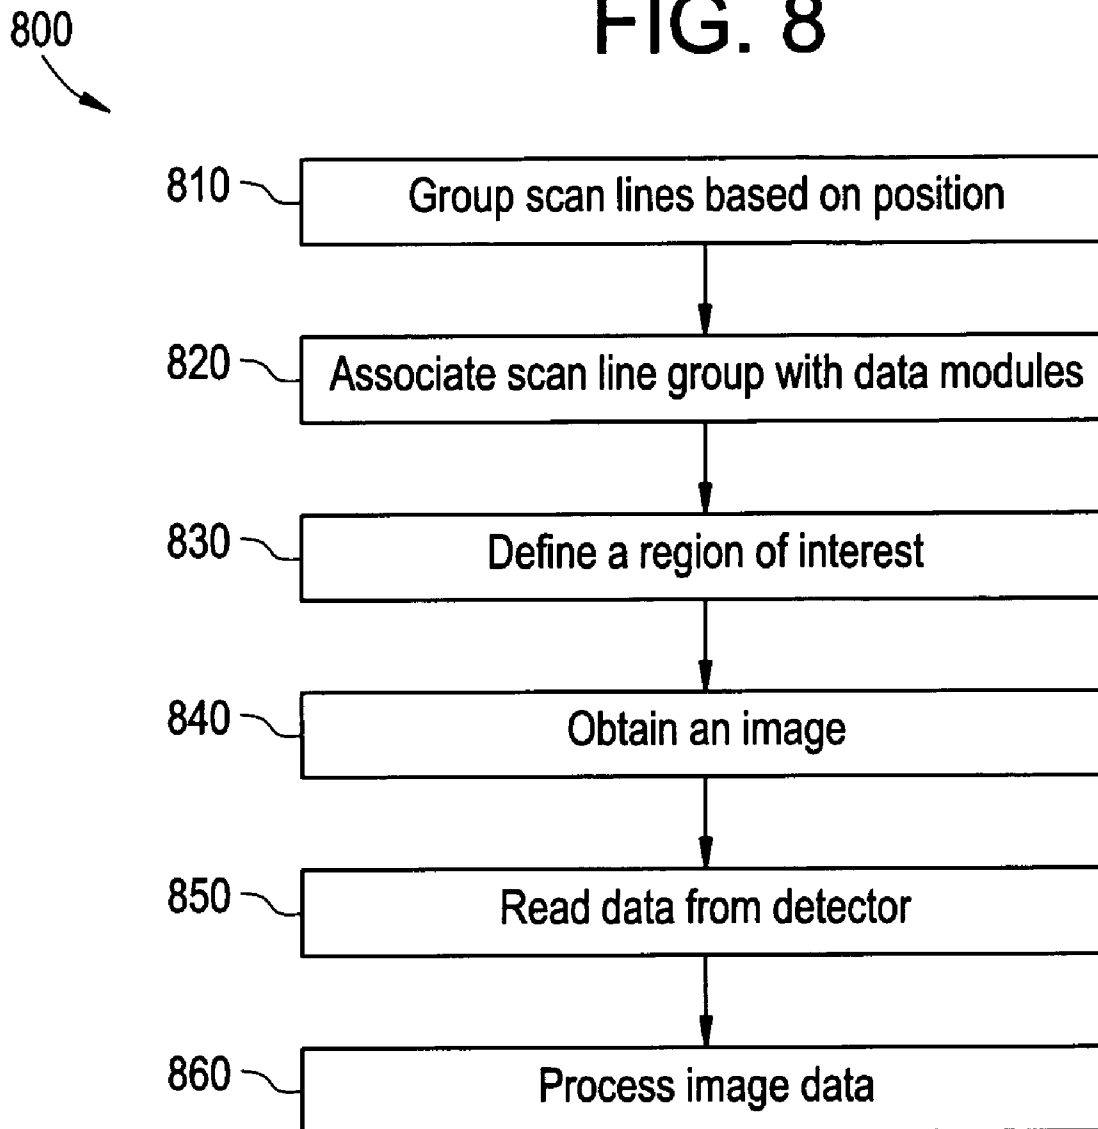 FIG. 8
800
810 Group scan lines based on position
820 Associate scan line group with data modules
830 Define a region of interest
840 Obtain an image
850 Read data from detector
860 Process image data